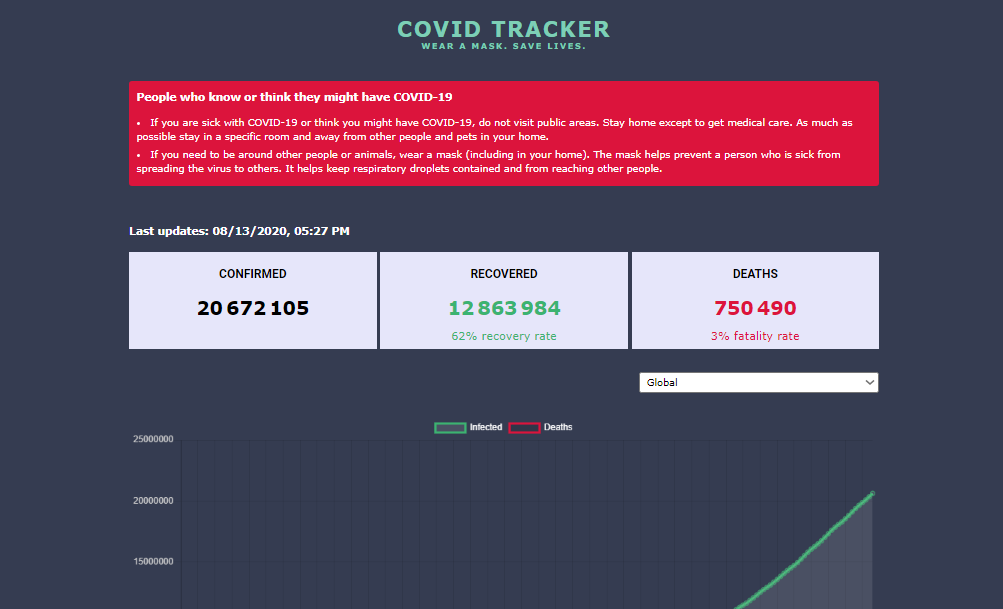 COVID TRACKER
WEAR A MASK. SAVE LIVES.
People who know or think they might have COVID-19
• If you are sick with COVID-19 or think you might have COVID-19, do not visit public areas. Stay home except to get medical care. As much as
possible stay in a specific room and away from other people and pets in your home.
• If you need to be around other people or animals, wear a mask (including in your home). The mask helps prevent a person who is sick from
spreading the virus to others. It helps keep respiratory droplets contained and from reaching other people.
Last updates: 08/13/2020, 05:27 PM
CONFIRMED
20 672 105
RECOVERED
12 863 984
62% recovery rate
DEATHS
750 490
3% fatality rate
Global
Infected Deaths
25000000
20000000
15000000